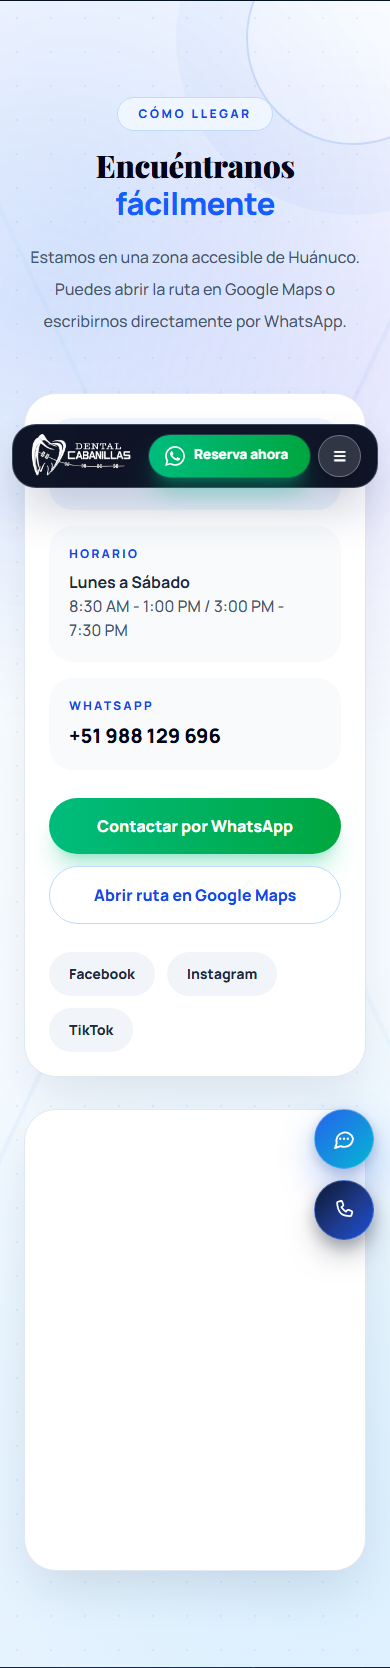 CÓMO LLEGAR
Encuéntranos
fácilmente
Estamos en una zona accesible de Huánuco.
Puedes abrir la ruta en Google Maps o
escribirnos directamente por WhatsApp.
DENTAL
CABANILLAS
Reserva ahora
HORARIO
Lunes a Sábado
8:30 AM - 1:00 PM / 3:00 PM -
7:30 PM
WHATSAPP
+51 988 129 696
Contactar por WhatsApp
Abrir ruta en Google Maps
Facebook
Instagram
TikTok